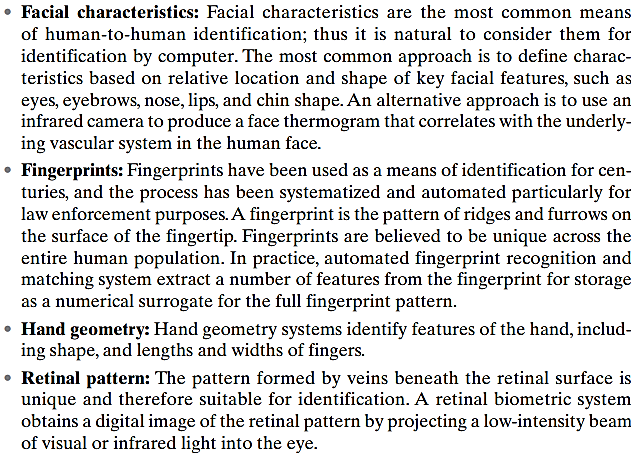 • Facial characteristics: Facial characteristics are the most common means
of human-to-human identification; thus it is natural to consider them for
identification by computer. The most common approach is to define charac-
teristics based on relative location and shape of key facial features, such as
eyes, eyebrows, nose, lips, and chin shape. An alternative approach is to use an
infrared camera to produce a face thermogram that correlates with the underly-
ing vascular system in the human face.
• Fingerprints: Fingerprints have been used as a means of identification for cen-
turies, and the process has been systematized and automated particularly for
law enforcement purposes. A fingerprint is the pattern of ridges and furrows on
the surface of the fingertip. Fingerprints are believed to be unique across the
entire human population. In practice, automated fingerprint recognition and
matching system extract a number of features from the fingerprint for storage
as a numerical surrogate for the full fingerprint pattern.
• Hand geometry: Hand geometry systems identify features of the hand, includ-
ing shape, and lengths and widths of fingers.
• Retinal pattern: The pattern formed by veins beneath the retinal surface is
unique and therefore suitable for identification. A retinal biometric system
obtains a digital image of the retinal pattern by projecting a low-intensity beam
of visual or infrared light into the eye.